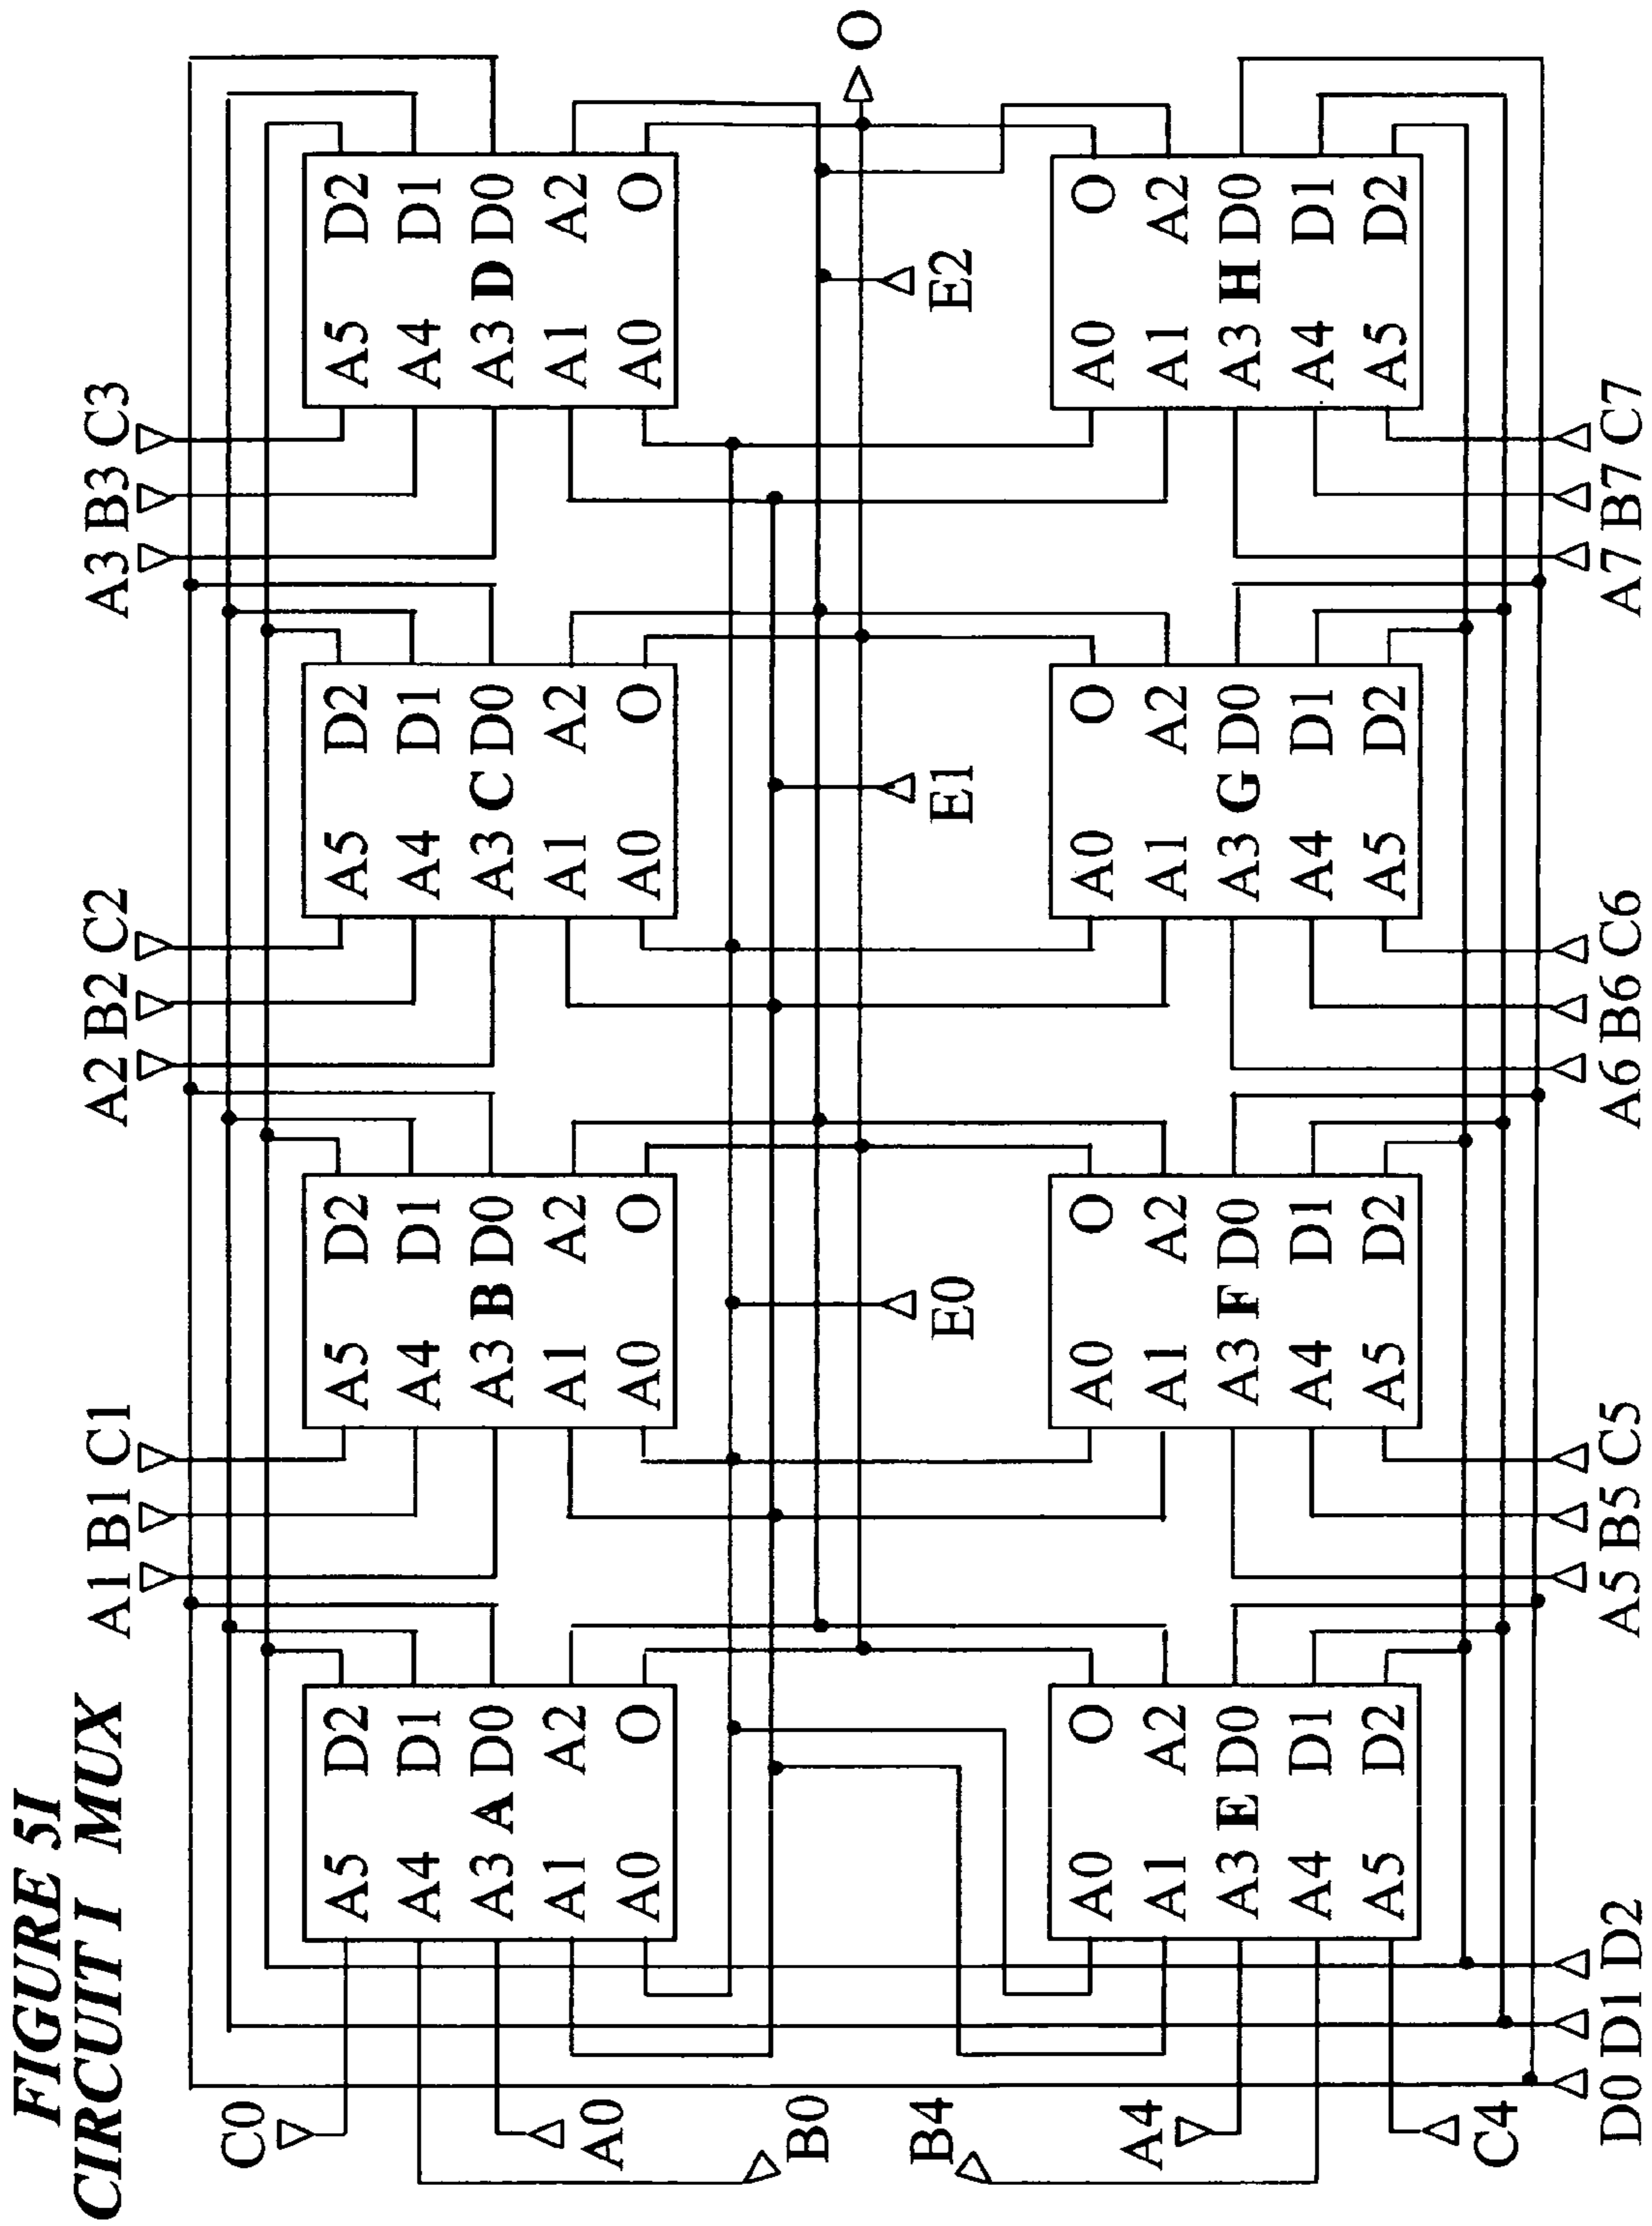 FIGURE 5I
CIRCUIT I MUX
C0
A0
B0
B4
A4
C4
D0 D1 D2
A1 B1 C1
A2 B2 C2
A3 B3 C3
A5 D2
A4 D1
A3 A D0
A1 A2
A0 O
A5 D2
A4 D1
A3 B D0
A1 A2
A0 O
A5 D2
A4 D1
A3 C D0
A1 A2
A0 O
A5 D2
A4 D1
A3 D D0
A1 A2
A0 O
E0
E1
E2
O
A0 O
A1 A2
A3 E D0
A4 D1
A5 D2
A0 O
A1 A2
A3 F D0
A4 D1
A5 D2
A0 O
A1 A2
A3 G D0
A4 D1
A5 D2
A0 O
A1 A2
A3 H D0
A4 D1
A5 D2
A5 B5 C5
A6 B6 C6
A7 B7 C7